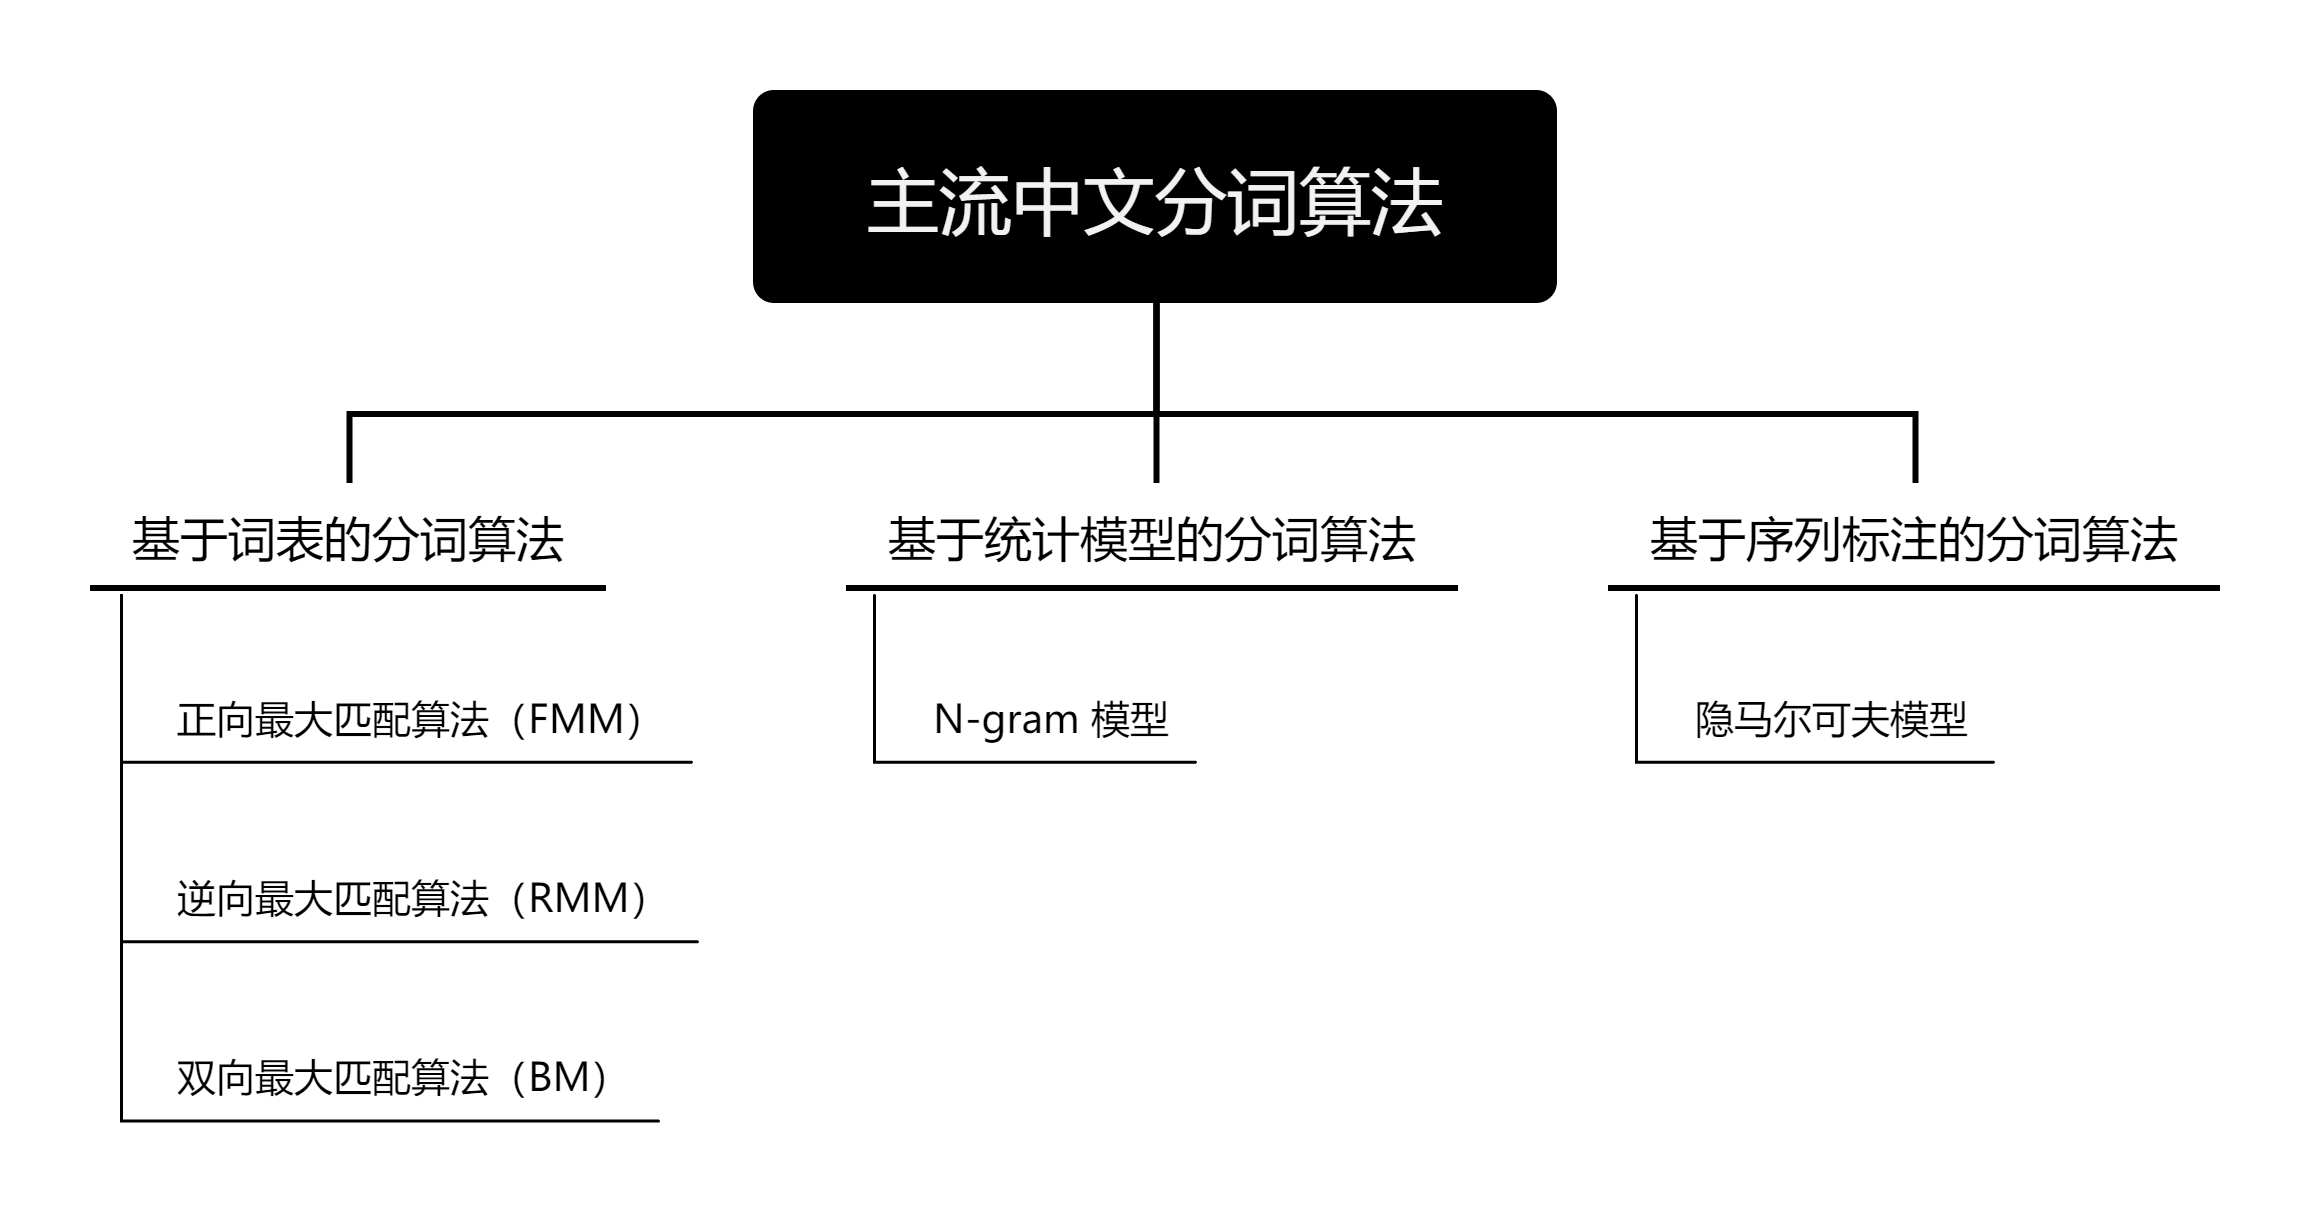 主流中文分词算法
基于词表的分词算法
正向最大匹配算法（FMM）
逆向最大匹配算法（RMM）
双向最大匹配算法（BM）
基于统计模型的分词算法
N-gram 模型
基于序列标注的分词算法
隐马尔可夫模型